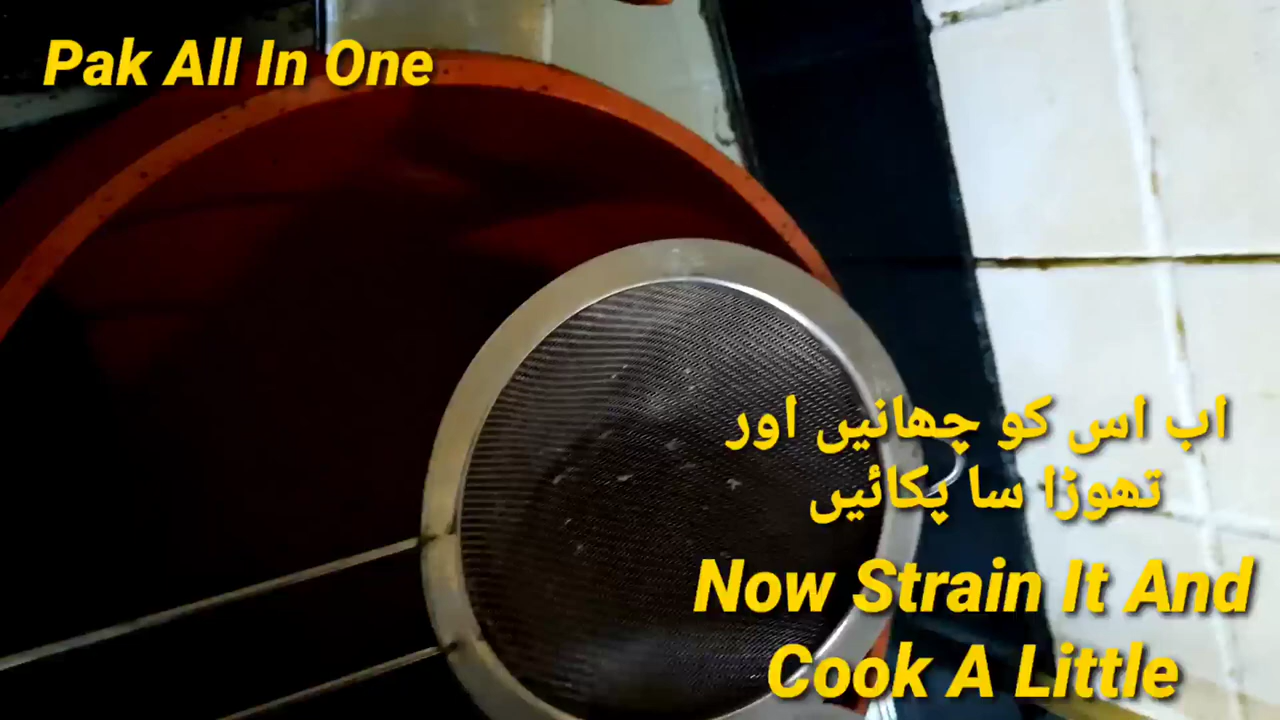 Pak All In One
اب اس کو چھانیں اور
تھوڑا سا پکائیں
Now Strain It And
Cook A Little